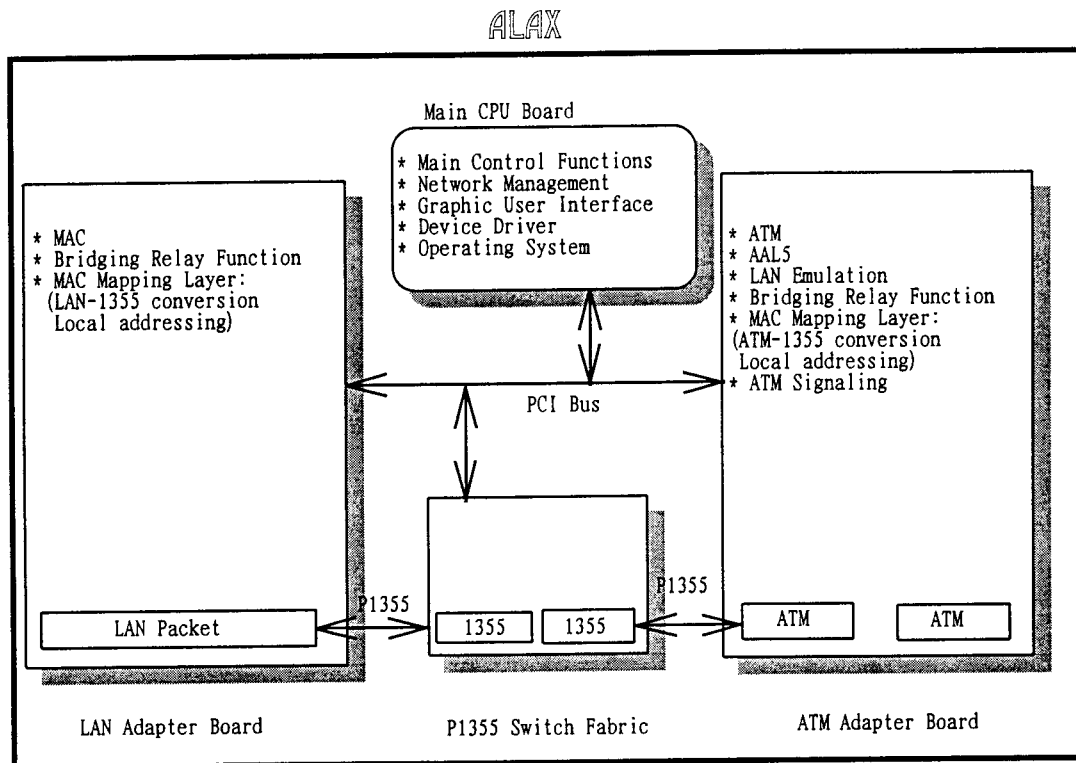 ALAX
Main CPU Board
* Main Control Functions
* Network Management
* Graphic User Interface
* Device Driver
* Operating System
* MAC
* Bridging Relay Function
* MAC Mapping Layer:
(LAN-1355 conversion
Local addressing)
* ATM
* AAL5
* LAN Emulation
* Bridging Relay Function
* MAC Mapping Layer:
(ATM-1355 conversion
Local addressing)
* ATM Signaling
PCI Bus
P1355
P1355
LAN Packet
1355
1355
ATM
ATM
LAN Adapter Board
P1355 Switch Fabric
ATM Adapter Board